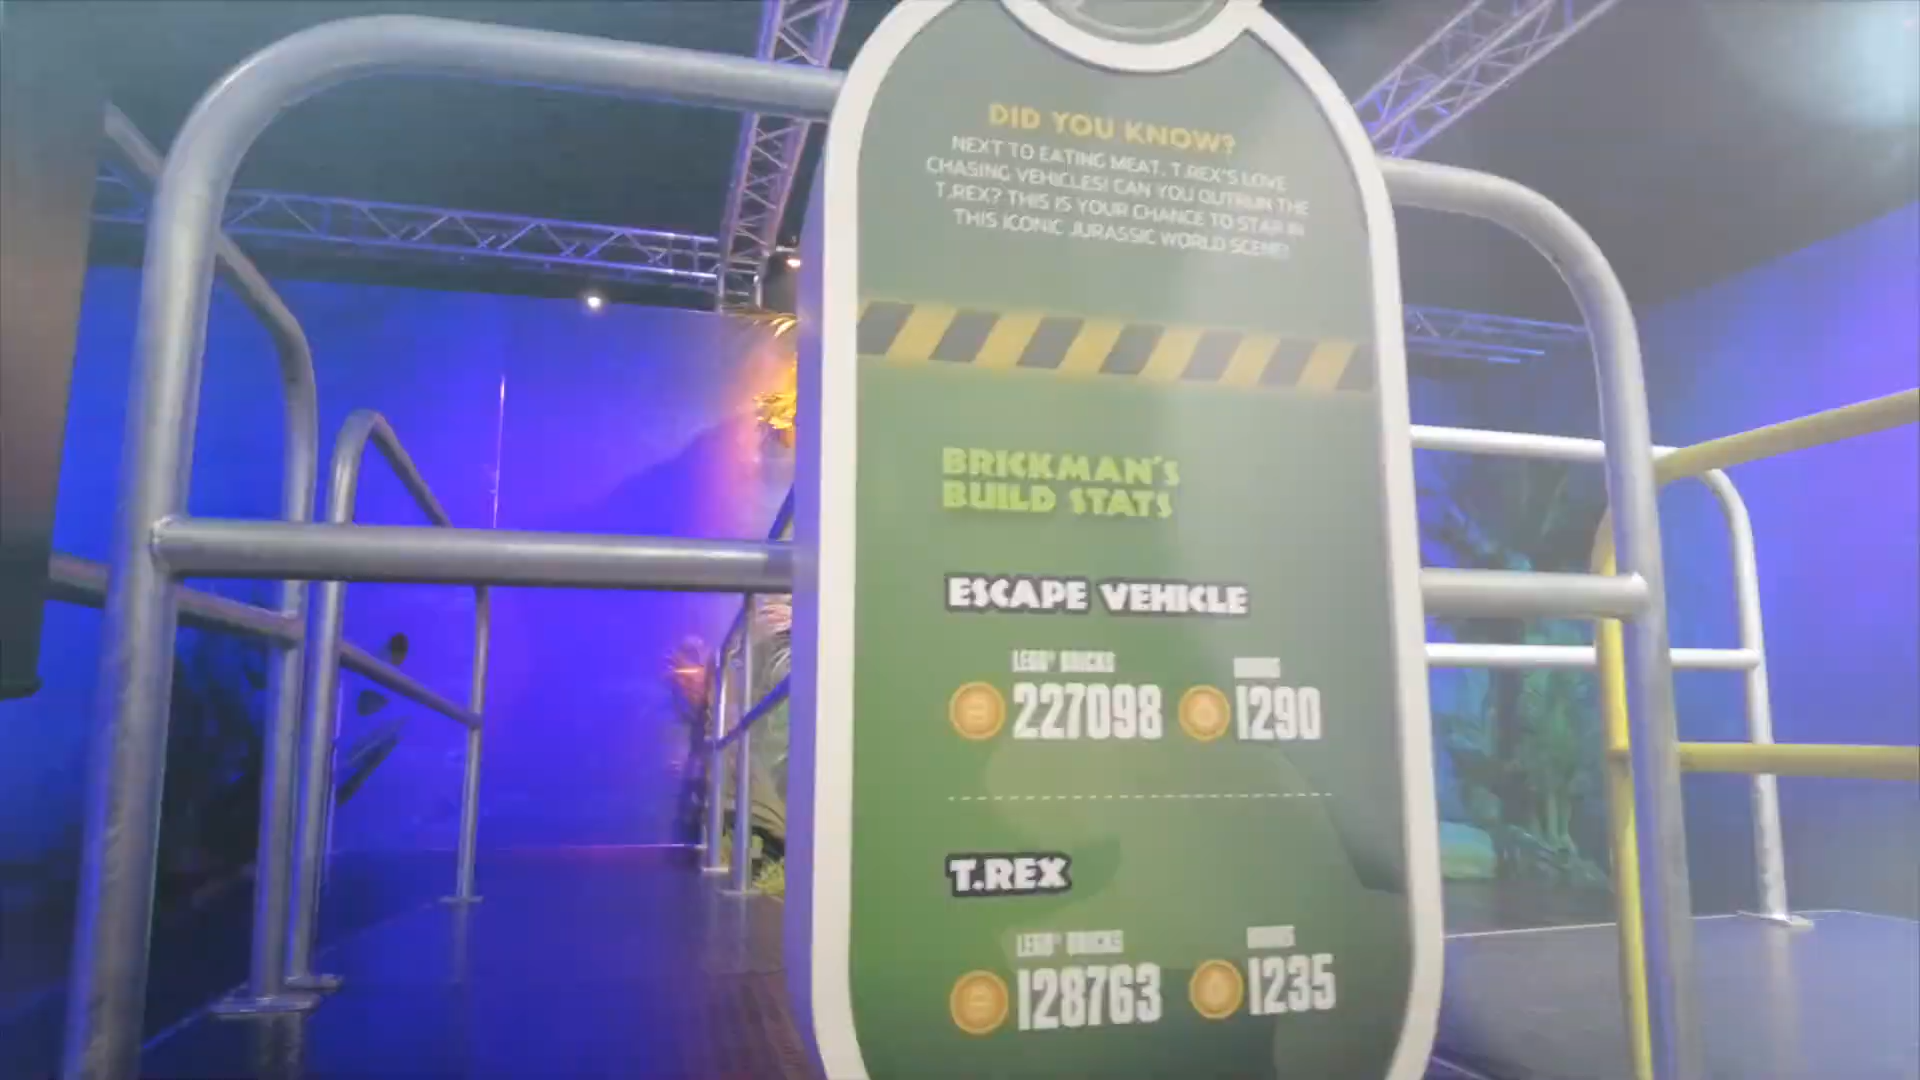 DID YOU KNOW?
NEXT TO EATING MEAT, T.REX'S LOVE
CHASING VEHICLES! CAN YOU OUTRUN THE
T.REX? THIS IS YOUR CHANCE TO STAR IN
THIS ICONIC JURASSIC WORLD SCENE!
BRICKMAN'S
BUILD STATS
ESCAPE VEHICLE
LEGO® BRICKS
227098 1290
T.REX
LEGO® BRICKS
128763 1235